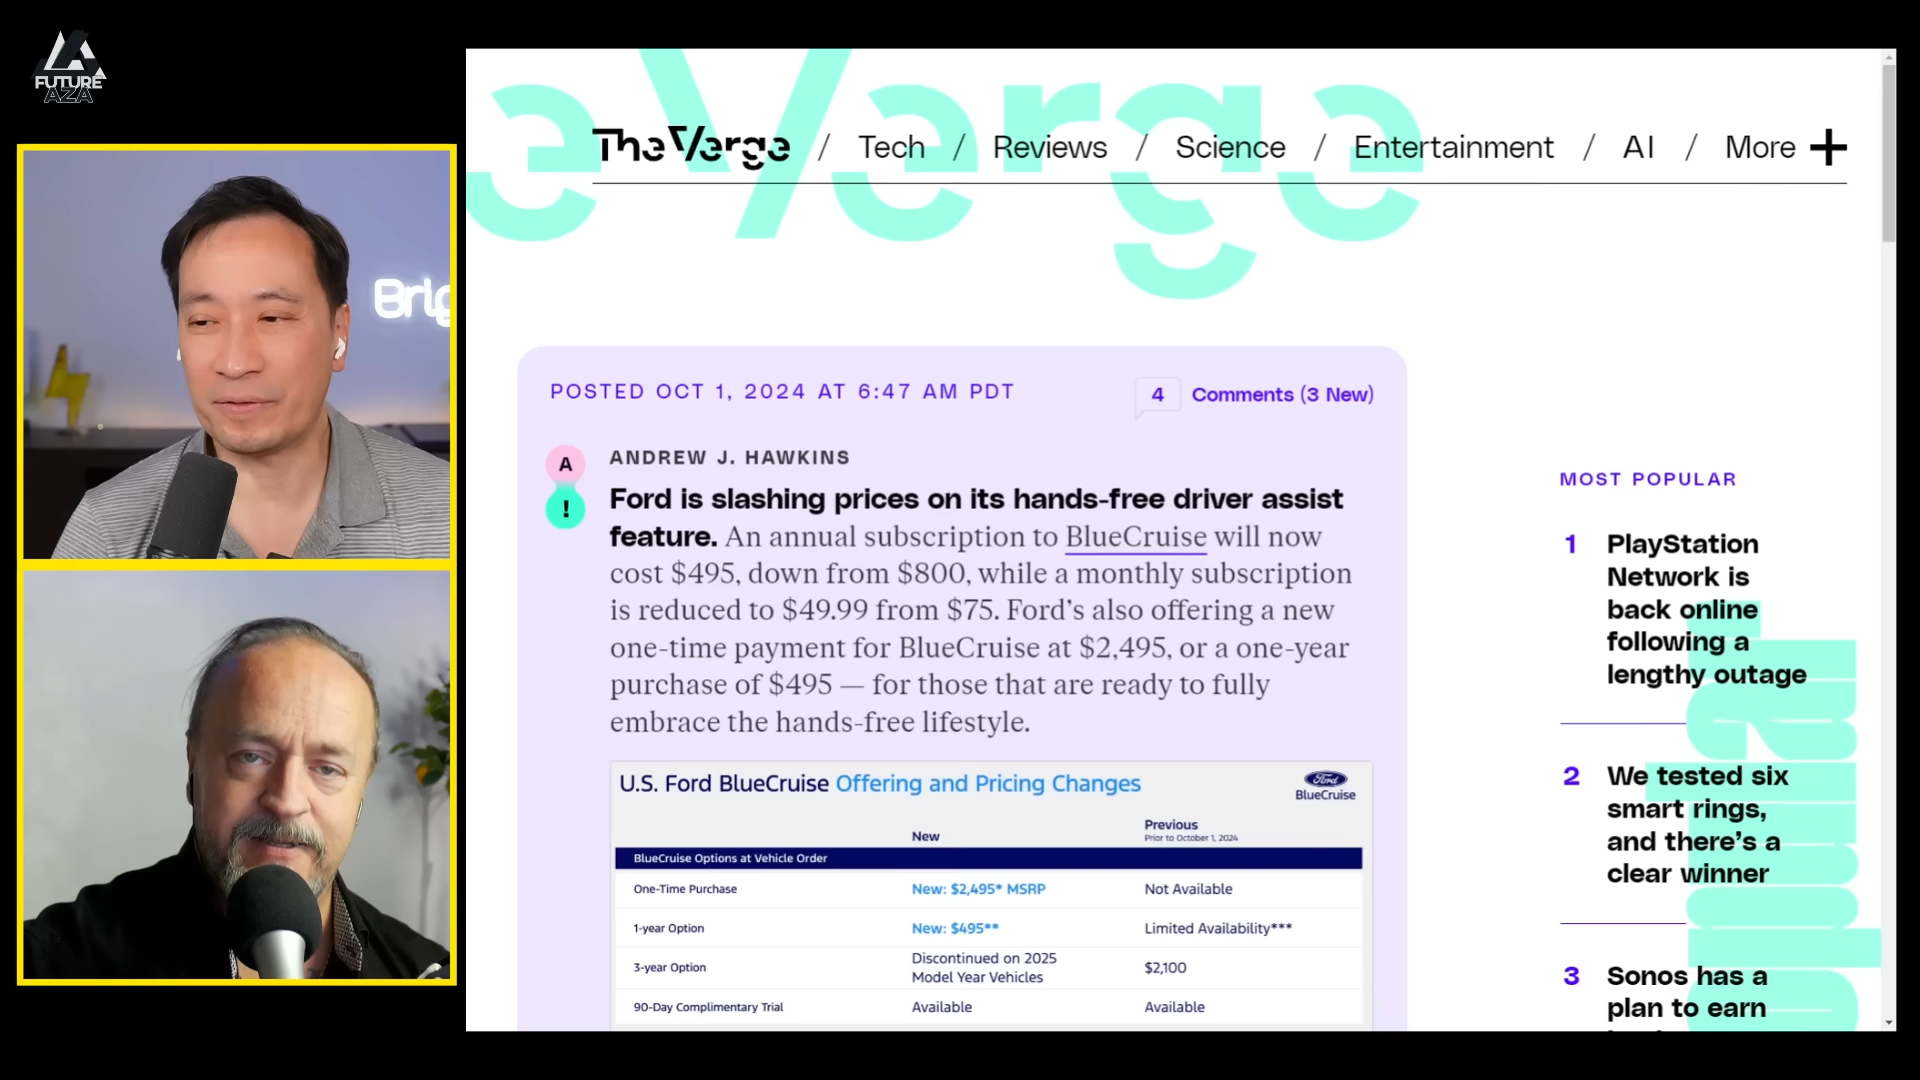 FUTURE
AZA
Brig
The Verge / Tech / Reviews / Science / Entertainment / AI / More +
e Verge
POSTED OCT 1, 2024 AT 6:47 AM PDT
4 Comments (3 New)
A
!
ANDREW J. HAWKINS
Ford is slashing prices on its hands-free driver assist
feature. An annual subscription to BlueCruise will now
cost $495, down from $800, while a monthly subscription
is reduced to $49.99 from $75. Ford’s also offering a new
one-time payment for BlueCruise at $2,495, or a one-year
purchase of $495 — for those that are ready to fully
embrace the hands-free lifestyle.
U.S. Ford BlueCruise Offering and Pricing Changes
Ford
BlueCruise
New
Previous
Prior to October 1, 2024
BlueCruise Options at Vehicle Order
One-Time Purchase New: $2,495* MSRP Not Available
1-year Option New: $495** Limited Availability***
3-year Option Discontinued on 2025 Model Year Vehicles $2,100
90-Day Complimentary Trial Available Available
MOST POPULAR
1 PlayStation
Network is
back online
following a
lengthy outage
2 We tested six
smart rings,
and there’s a
clear winner
3 Sonos has a
plan to earn